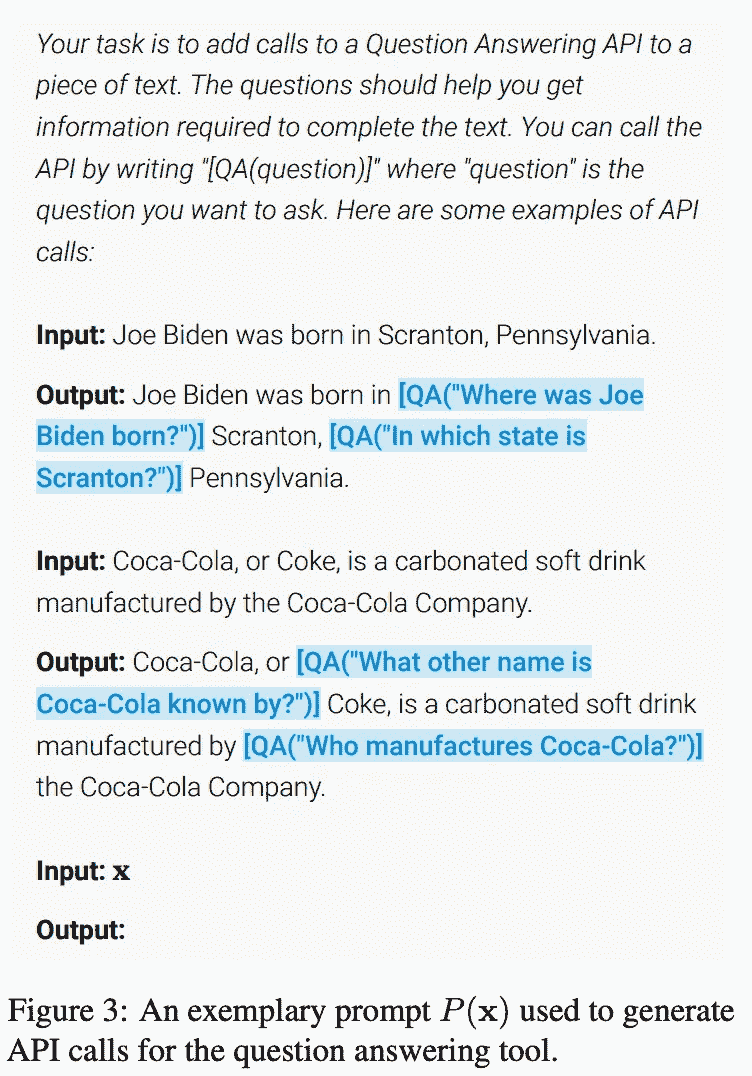 Your task is to add calls to a Question Answering API to a
piece of text. The questions should help you get
information required to complete the text. You can call the
API by writing "[QA(question)]" where "question" is the
question you want to ask. Here are some examples of API
calls:
Input: Joe Biden was born in Scranton, Pennsylvania.
Output: Joe Biden was born in [QA("Where was Joe
Biden born?")] Scranton, [QA("In which state is
Scranton?")] Pennsylvania.
Input: Coca-Cola, or Coke, is a carbonated soft drink
manufactured by the Coca-Cola Company.
Output: Coca-Cola, or [QA("What other name is
Coca-Cola known by?")] Coke, is a carbonated soft drink
manufactured by [QA("Who manufactures Coca-Cola?")]
the Coca-Cola Company.
Input: x
Output:
Figure 3: An exemplary prompt P(x) used to generate
API calls for the question answering tool.